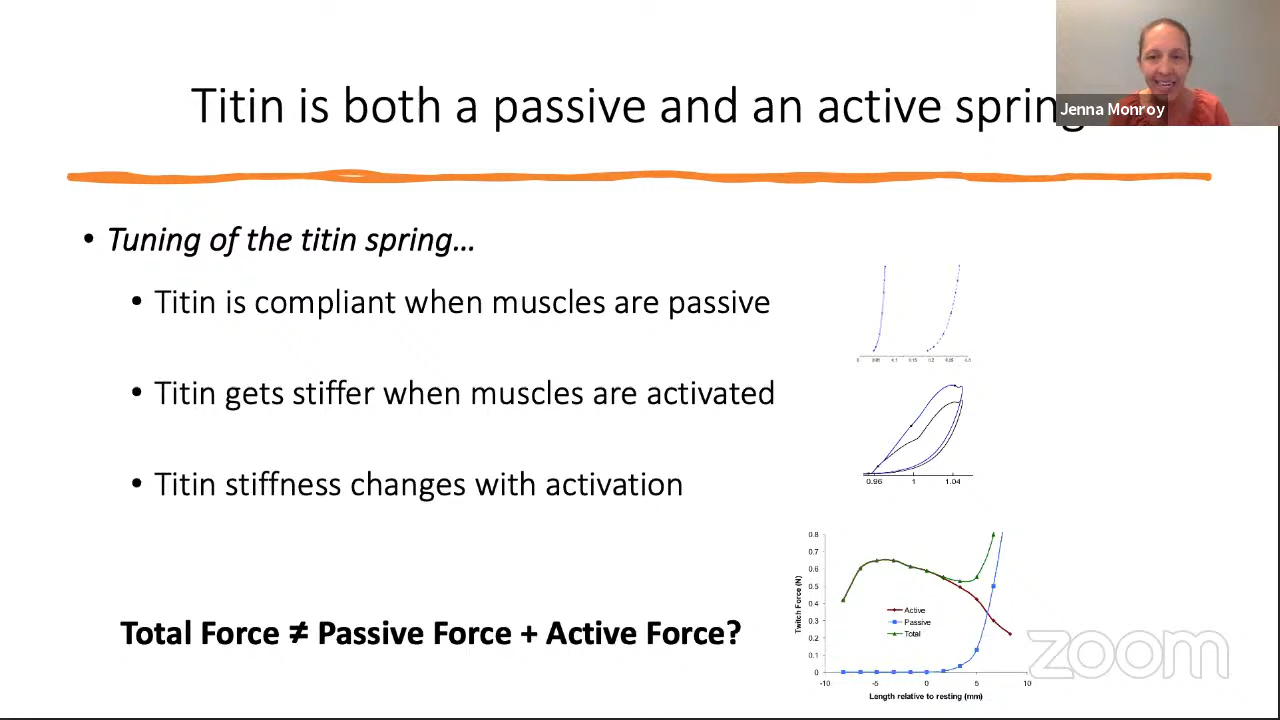 Titin is both a passive and an active spring
Jenna Monroy
• Tuning of the titin spring...
• Titin is compliant when muscles are passive
• Titin gets stiffer when muscles are activated
0.96 1 1.04
• Titin stiffness changes with activation
Total Force ≠ Passive Force + Active Force?
0.8
0.7
0.6
0.5
0.4
0.3
0.2
0.1
0
Twitch Force (N)
Active
Passive
Total
-10 -5 0 5 10
Length relative to resting (mm)
zoom